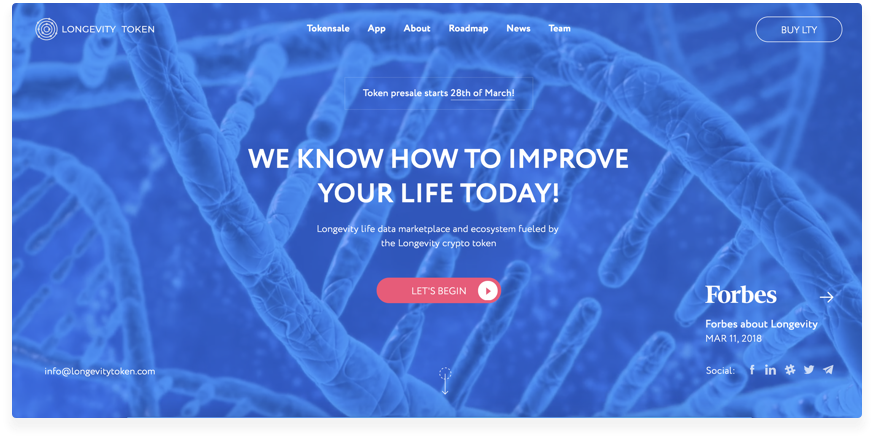 LONGEVITY TOKEN
Tokensale App About Roadmap News Team
BUY LTY
Token presale starts 28th of March!
WE KNOW HOW TO IMPROVE
YOUR LIFE TODAY!
Longevity life data marketplace and ecosystem fueled by
the Longevity crypto token
LET'S BEGIN
Forbes
Forbes about Longevity
MAR 11, 2018
info@longevitytoken.com
Social: